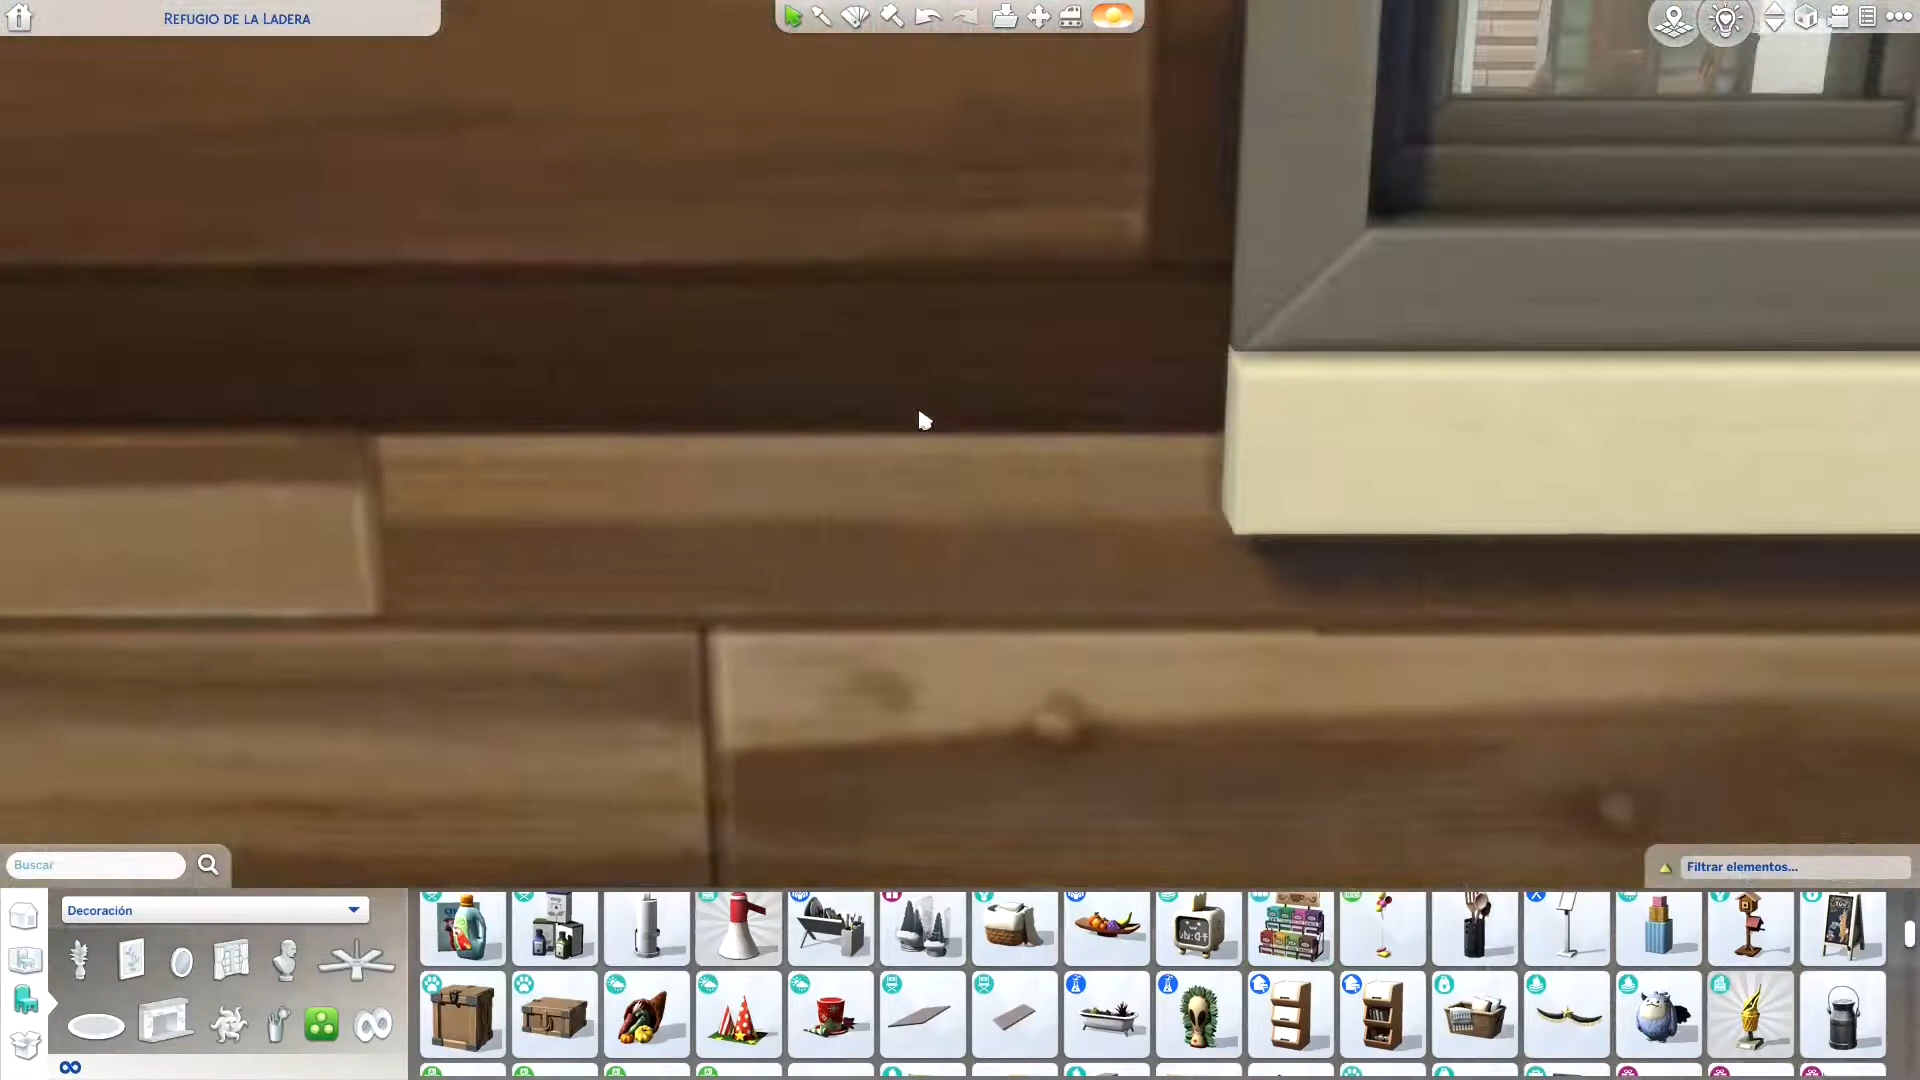 Refugio de la Ladera
Buscar
Filtrar elementos...
Decoración